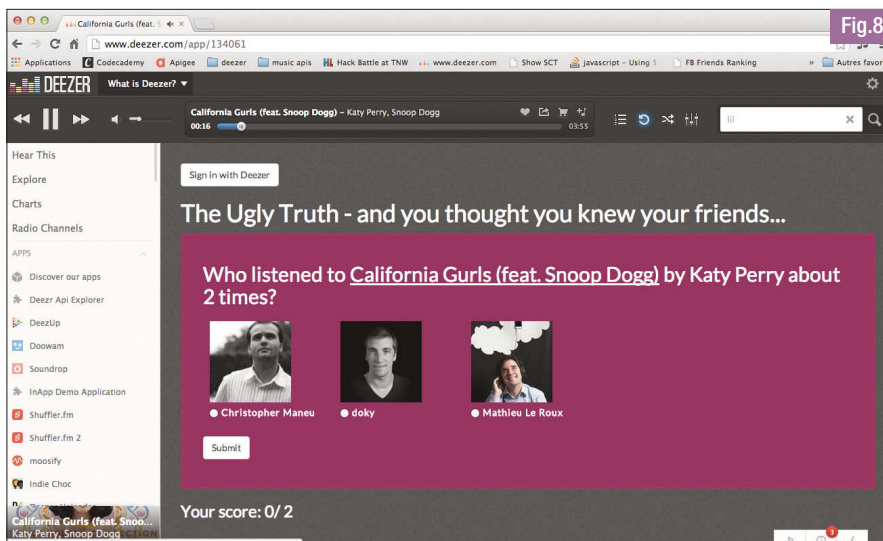 Fig.8
California Gurls (feat. S
www.deezer.com/app/134061
Applications
Codecademy
Apigee
deezer
music apis
Hack Battle at TNW
www.deezer.com
Show SCT
javascript - Using S
FB Friends Ranking
»
Autres favor
DEEZER
What is Deezer?
California Gurls (feat. Snoop Dogg) – Katy Perry, Snoop Dogg
00:16
03:55
Hear This
Explore
Charts
Radio Channels
APPS
Discover our apps
Deezr Api Explorer
DeezUp
Doowam
Soundrop
InApp Demo Application
Shuffler.fm
Shuffler.fm 2
moosify
Indie Choc
California Gurls (feat. Snoo...
Katy Perry, Snoop Dogg
Sign in with Deezer
The Ugly Truth - and you thought you knew your friends...
Who listened to California Gurls (feat. Snoop Dogg) by Katy Perry about
2 times?
Christopher Maneu
doky
Mathieu Le Roux
Submit
Your score: 0/ 2